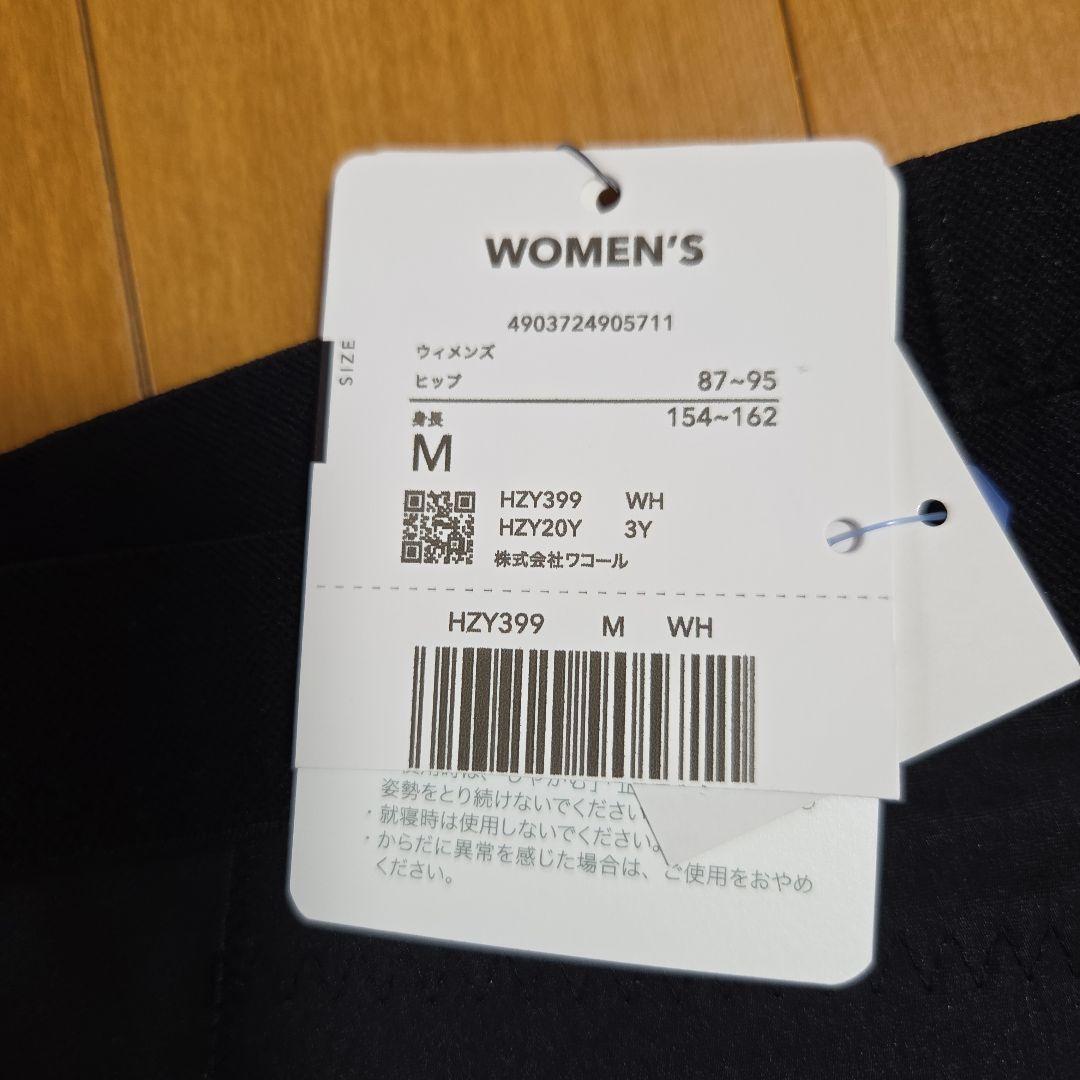 WOMEN'S
4903724905711
SIZE
ウィメンズ
ヒップ 87~95
身長 154~162
M
HZY399 WH
HZY20Y 3Y
株式会社ワコール
HZY399 M WH
姿勢をとり続けないでください
・就寝時は使用しないでください。
・からだに異常を感じた場合は、ご使用をおやめ
ください。